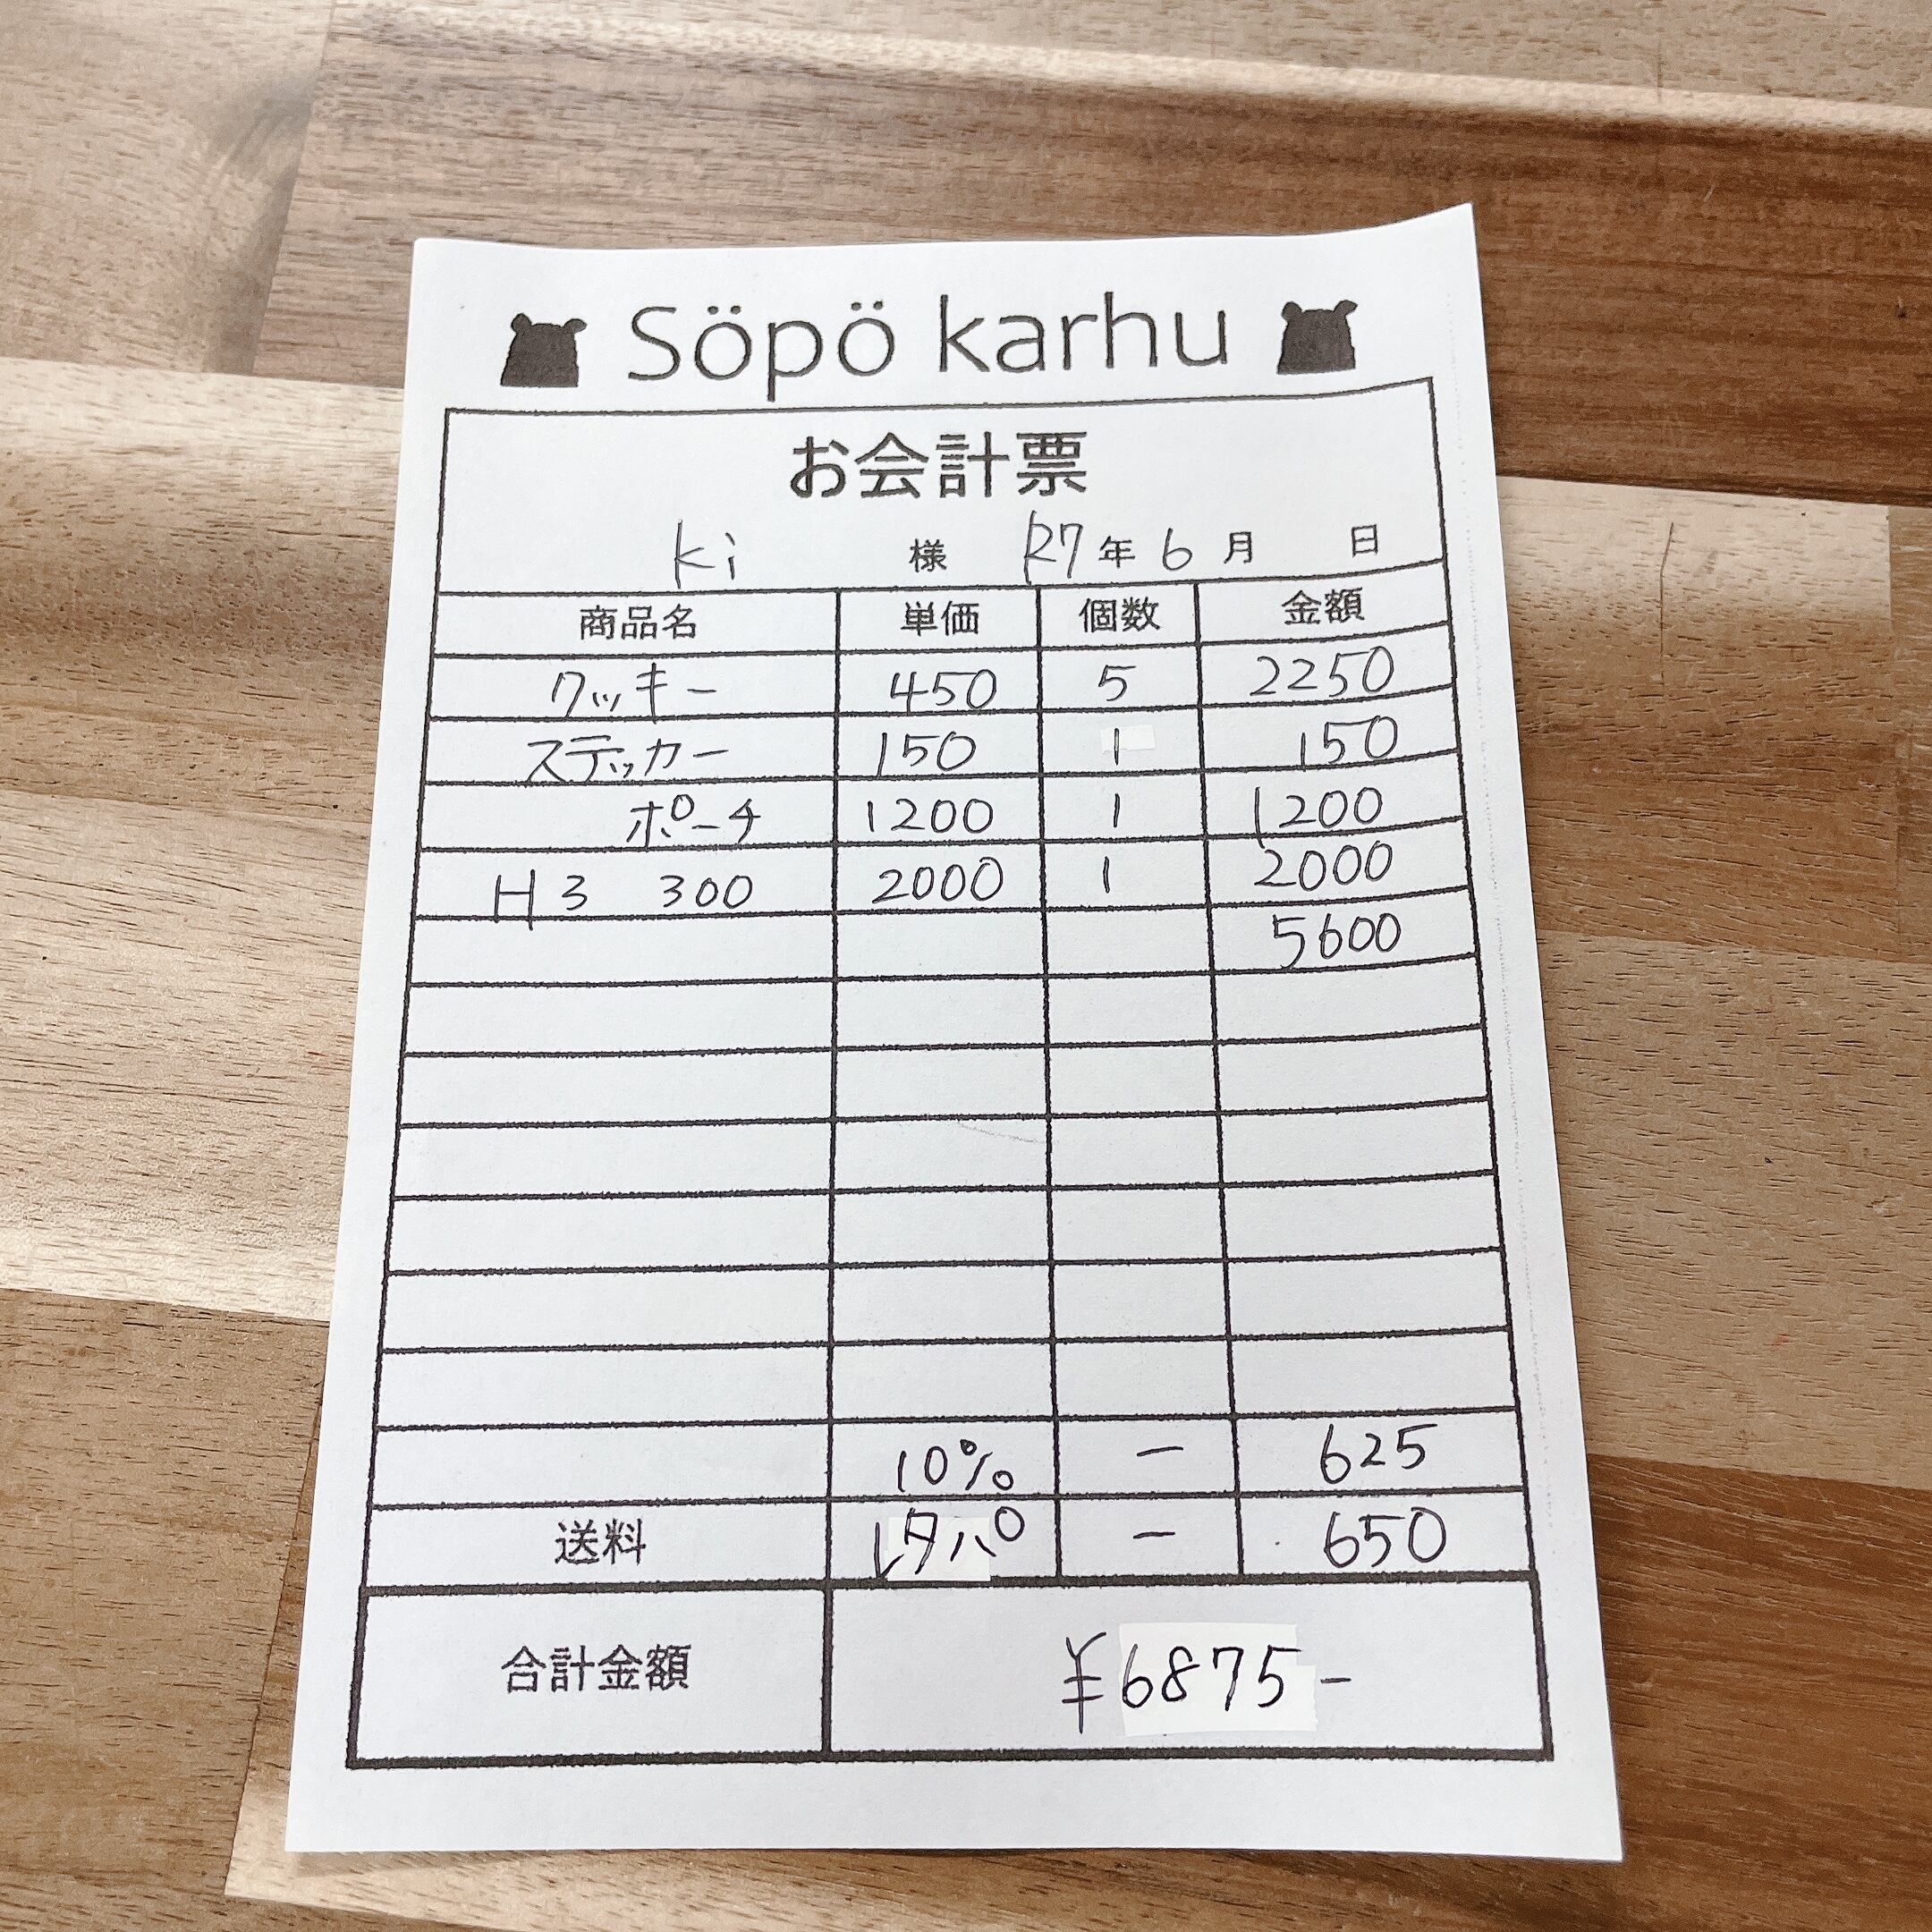 Söpö karhu
お会計票
ki 様 R7年 6月 日
商品名 単価 個数 金額
クッキー 450 5 2250
ステッカー 150 1 150
ポーチ 1200 1 1200
H3 300 2000 1 2000
5600
10% － 625
送料 レタパ － 650
合計金額 ¥6875-